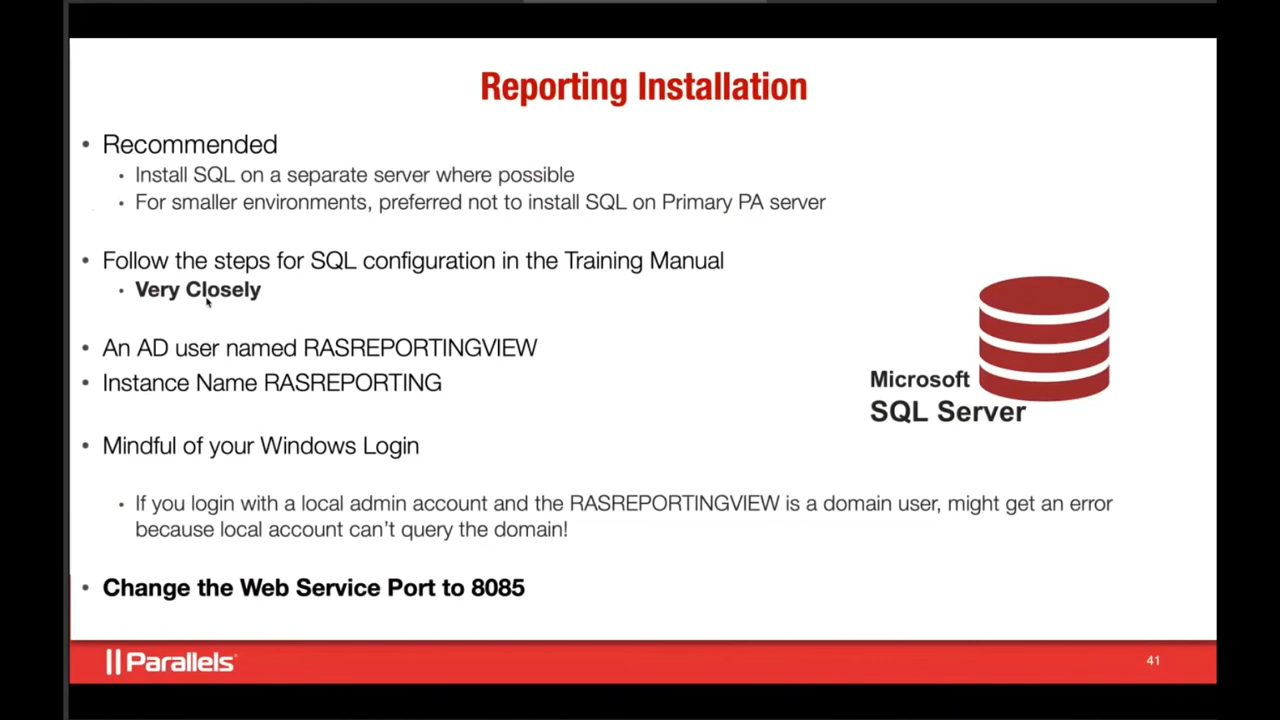 Reporting Installation
• Recommended
• Install SQL on a separate server where possible
• For smaller environments, preferred not to install SQL on Primary PA server
• Follow the steps for SQL configuration in the Training Manual
• Very Closely
• An AD user named RASREPORTINGVIEW
• Instance Name RASREPORTING
Microsoft
SQL Server
• Mindful of your Windows Login
• If you login with a local admin account and the RASREPORTINGVIEW is a domain user, might get an error
because local account can't query the domain!
• Change the Web Service Port to 8085
Parallels
41